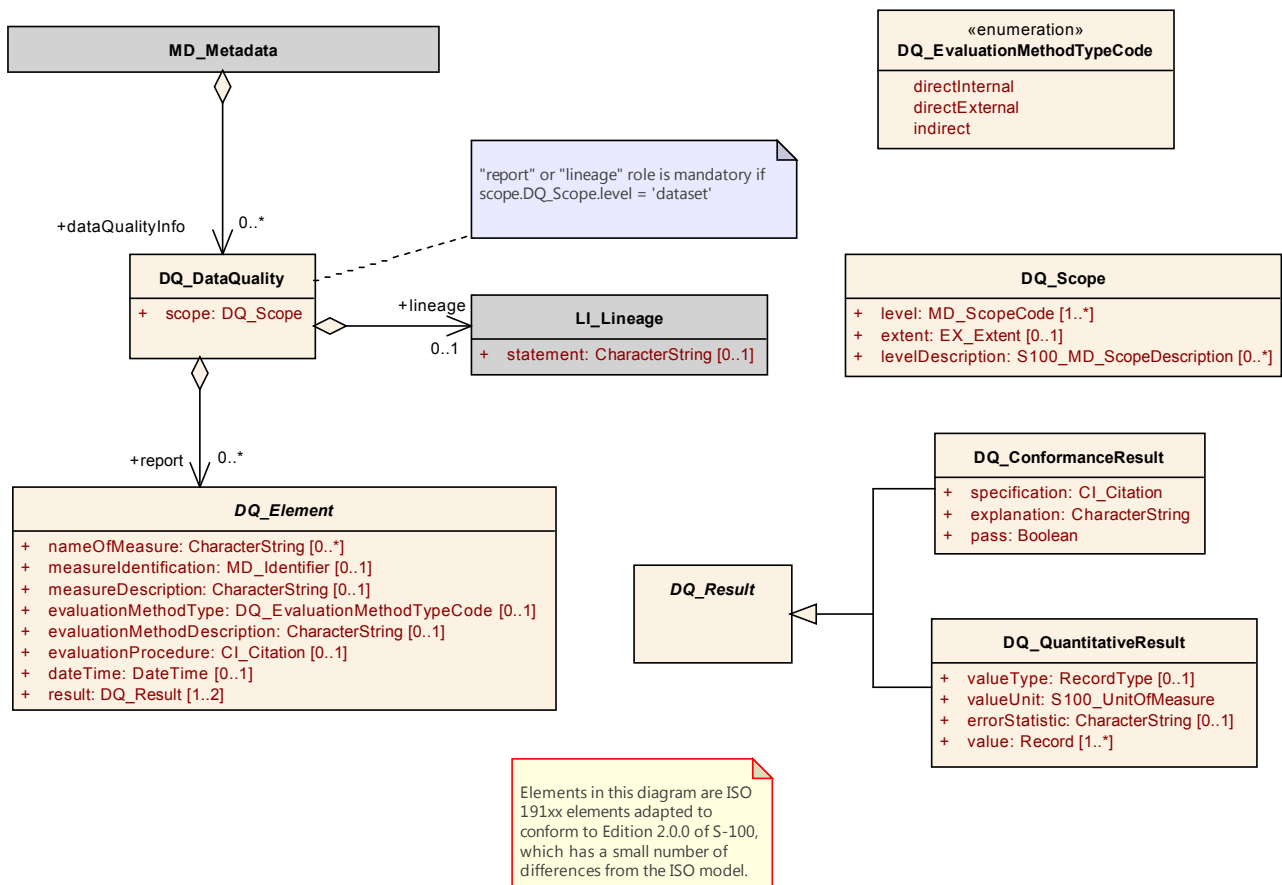 MD_Metadata
«enumeration»
DQ_EvaluationMethodTypeCode
directInternal
directExternal
indirect
"report" or "lineage" role is mandatory if
scope.DQ_Scope.level = 'dataset'
+dataQualityInfo
0..*
DQ_DataQuality
+ scope: DQ_Scope
+lineage
0..1
LI_Lineage
+ statement: CharacterString [0..1]
DQ_Scope
+ level: MD_ScopeCode [1..*]
+ extent: EX_Extent [0..1]
+ levelDescription: S100_MD_ScopeDescription [0..*]
+report
0..*
DQ_Element
+ nameOfMeasure: CharacterString [0..*]
+ measureIdentification: MD_Identifier [0..1]
+ measureDescription: CharacterString [0..1]
+ evaluationMethodType: DQ_EvaluationMethodTypeCode [0..1]
+ evaluationMethodDescription: CharacterString [0..1]
+ evaluationProcedure: CI_Citation [0..1]
+ dateTime: DateTime [0..1]
+ result: DQ_Result [1..2]
DQ_Result
DQ_ConformanceResult
+ specification: CI_Citation
+ explanation: CharacterString
+ pass: Boolean
DQ_QuantitativeResult
+ valueType: RecordType [0..1]
+ valueUnit: S100_UnitOfMeasure
+ errorStatistic: CharacterString [0..1]
+ value: Record [1..*]
Elements in this diagram are ISO
191xx elements adapted to
conform to Edition 2.0.0 of S-100,
which has a small number of
differences from the ISO model.